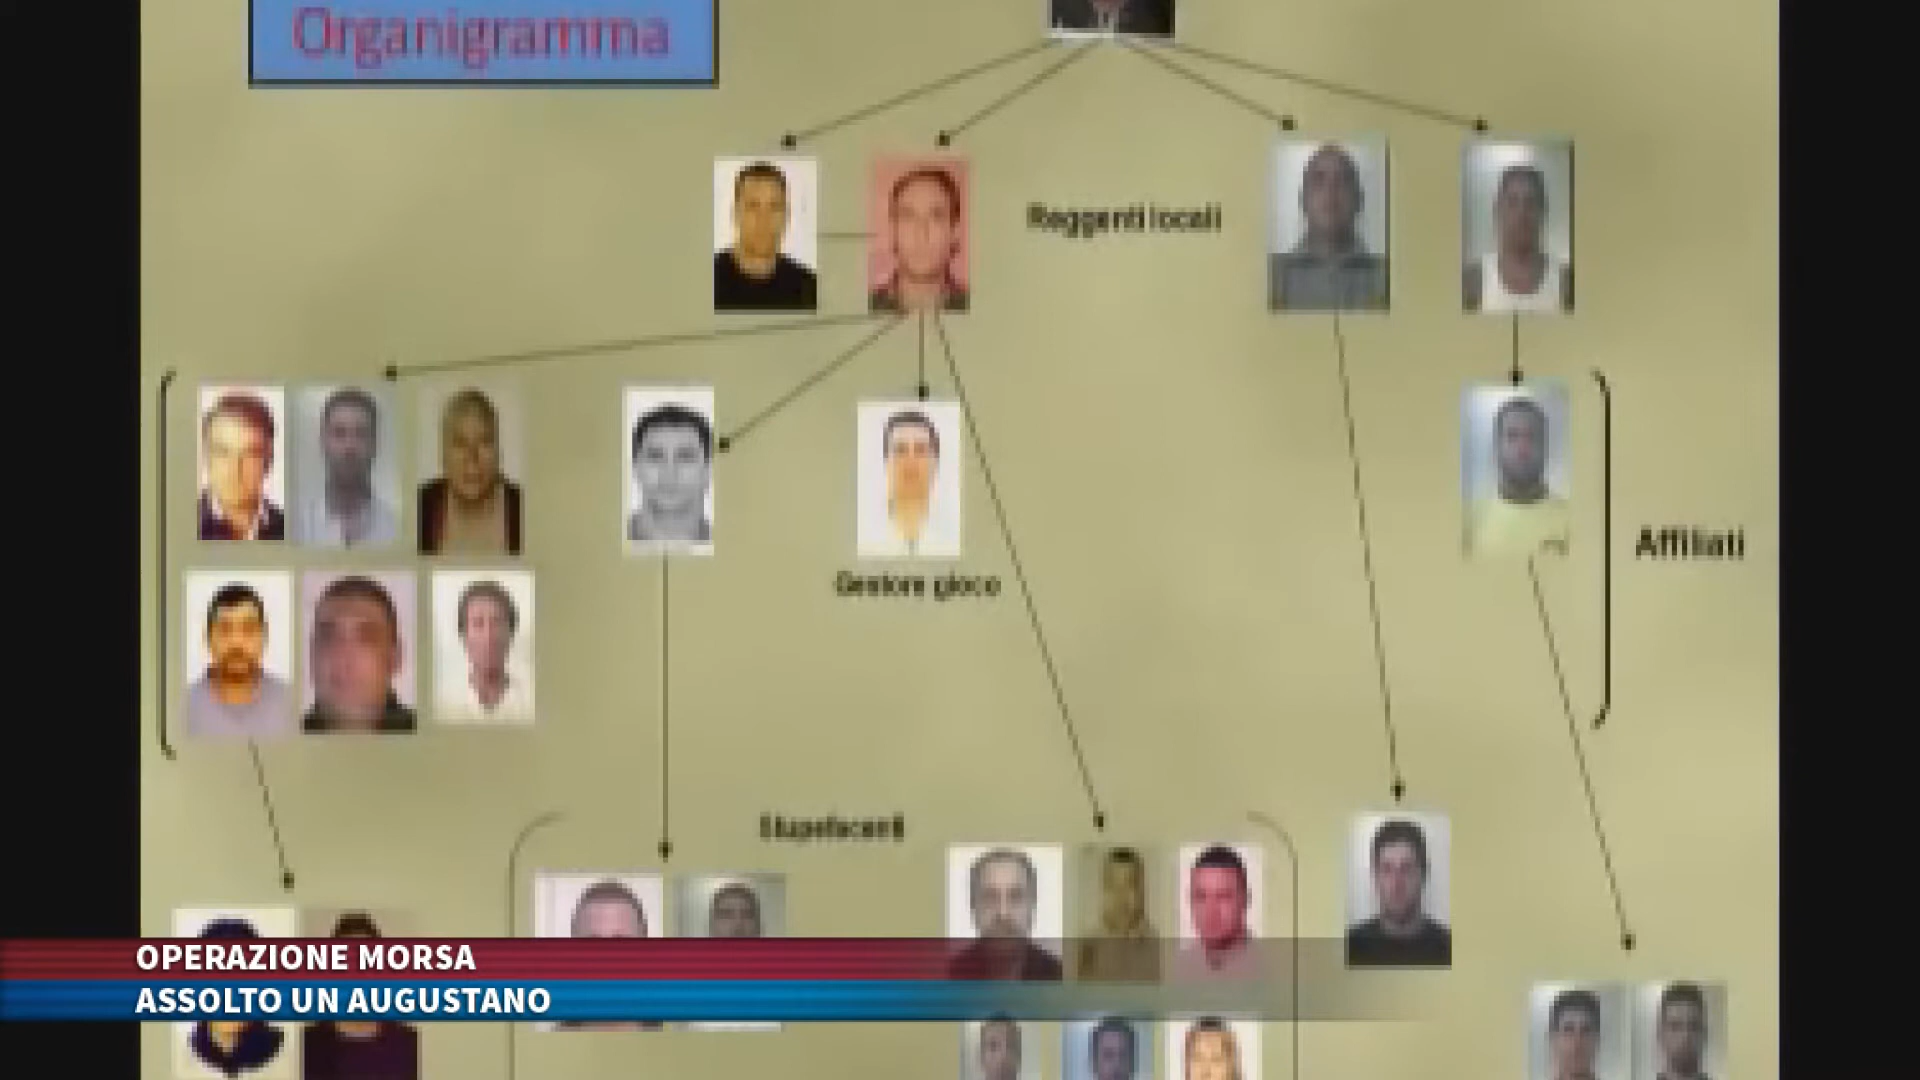 Organigramma
Reggenti locali
Affiliati
Gestore gioco
Stupefacenti
OPERAZIONE MORSA
ASSOLTO UN AUGUSTANO